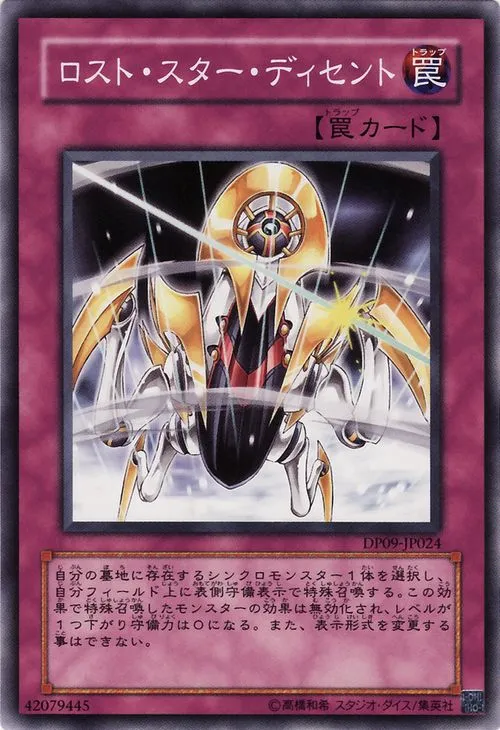 ロスト・スター・ディセント
トラップ
罠
トラップ
【罠カード】
DP09-JP024
自分の墓地に存在するシンクロモンスター1体を選択し、
自分フィールド上に表側守備表示で特殊召喚する。この効
果で特殊召喚したモンスターの効果は無効化され、レベルが
1つ下がり守備力は0になる。また、表示形式を変更する
事はできない。
42079445
©高橋和希 スタジオ・ダイス/集英社